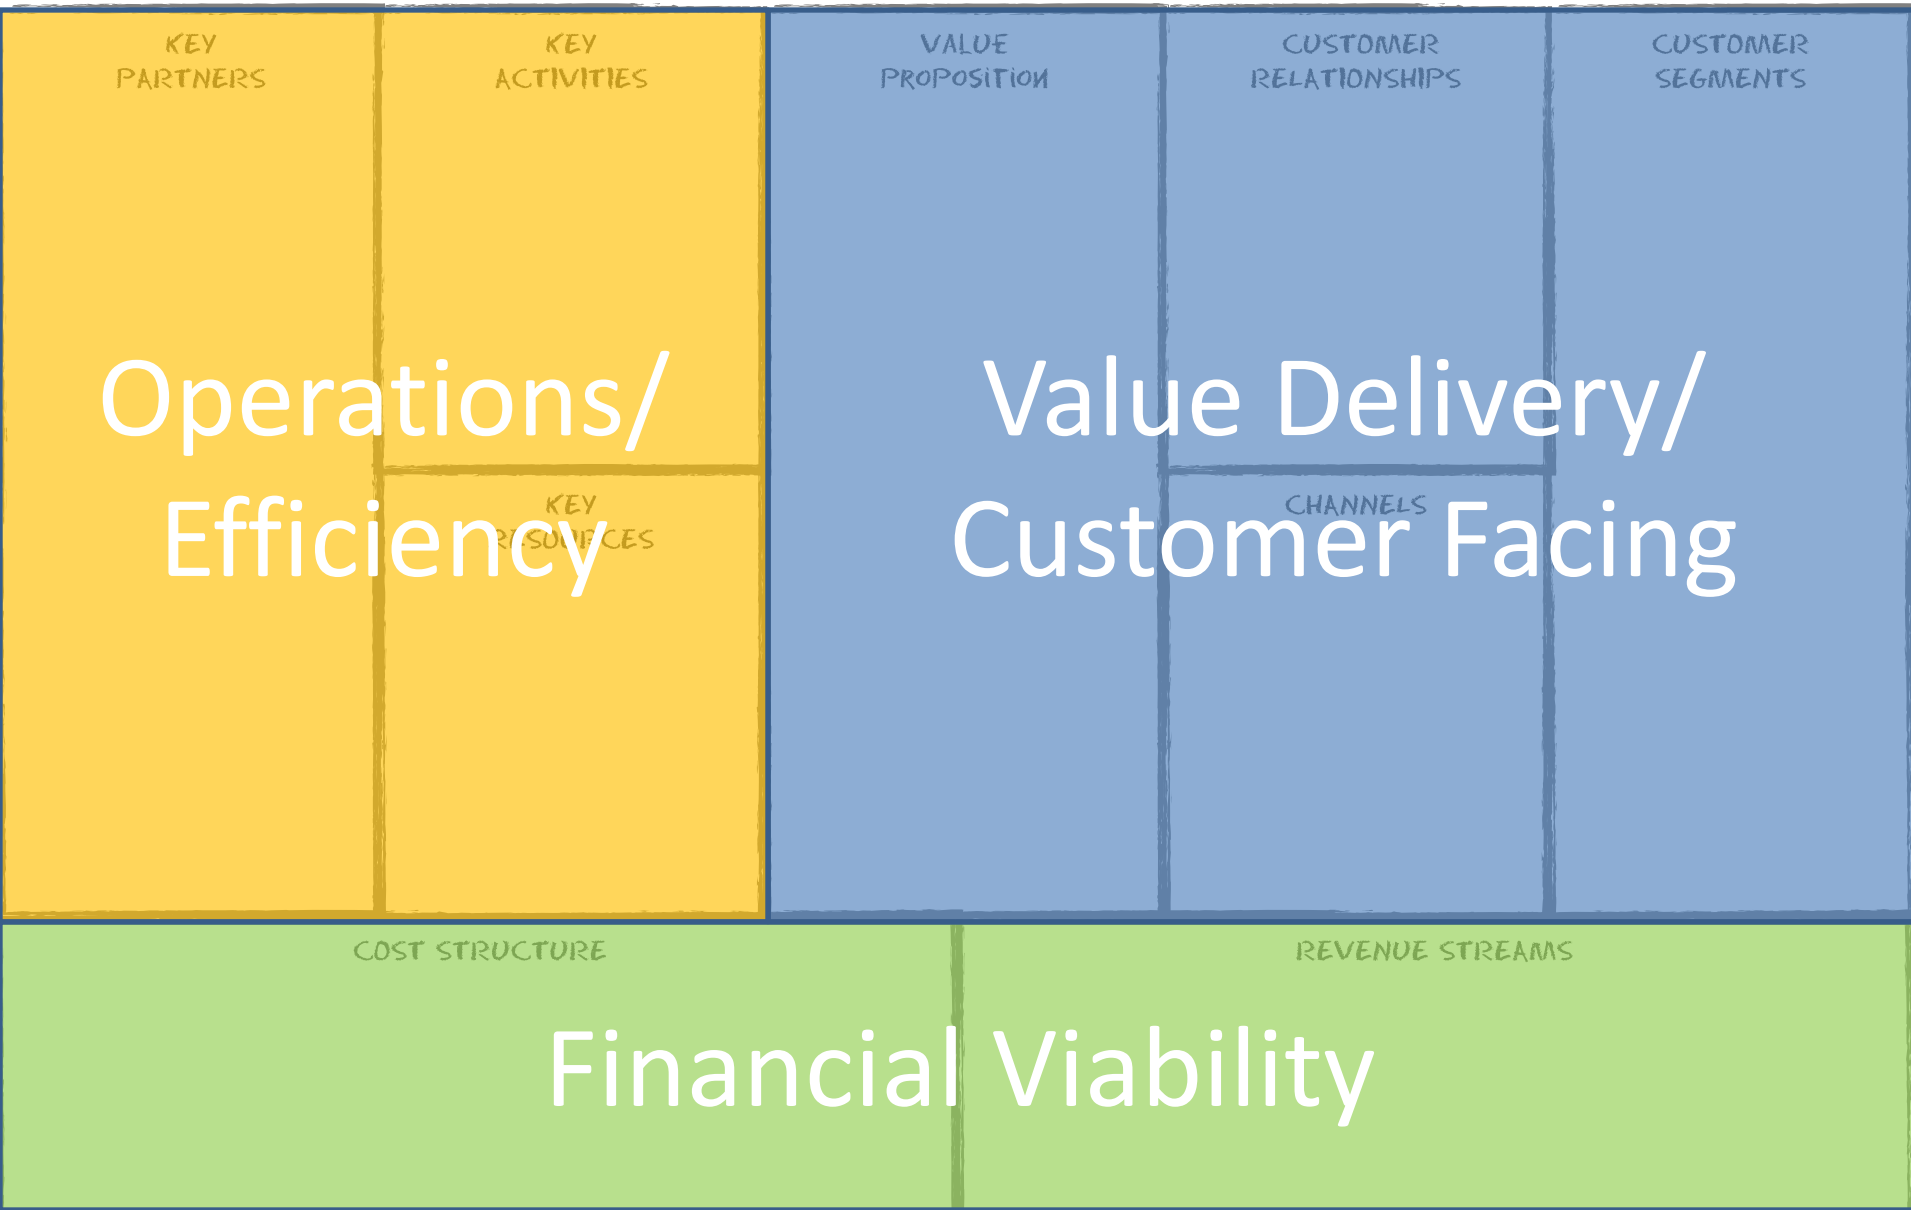 KEY
PARTNERS
KEY
ACTIVITIES
VALUE
PROPOSITION
CUSTOMER
RELATIONSHIPS
CUSTOMER
SEGMENTS
Operations/
Efficiency
KEY
RESOURCES
Value Delivery/
Customer Facing
CHANNELS
COST STRUCTURE
REVENUE STREAMS
Financial Viability